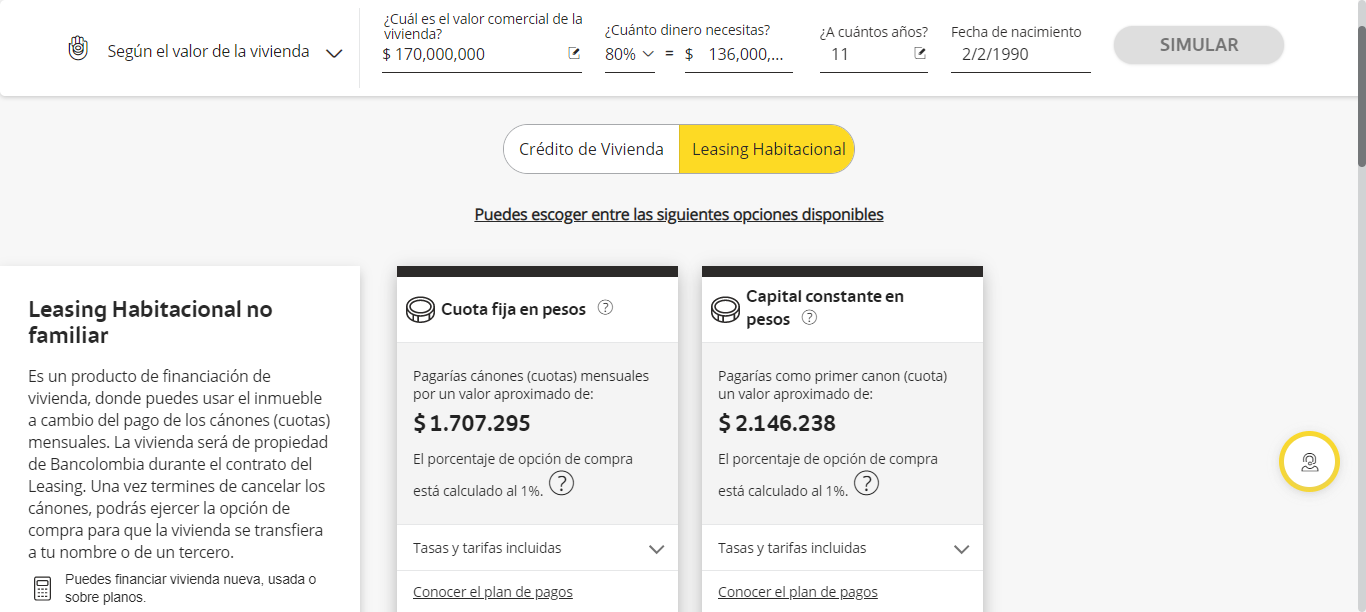 Según el valor de la vivienda
¿Cuál es el valor comercial de la
vivienda?
$ 170,000,000
¿Cuánto dinero necesitas?
80% = $ 136,000,...
¿A cuántos años?
11
Fecha de nacimiento
2/2/1990
SIMULAR
Crédito de Vivienda
Leasing Habitacional
Puedes escoger entre las siguientes opciones disponibles
Leasing Habitacional no
familiar
Es un producto de financiación de
vivienda, donde puedes usar el inmueble
a cambio del pago de los cánones (cuotas)
mensuales. La vivienda será de propiedad
de Bancolombia durante el contrato del
Leasing. Una vez termines de cancelar los
cánones, podrás ejercer la opción de
compra para que la vivienda se transfiera
a tu nombre o de un tercero.
Puedes financiar vivienda nueva, usada o
sobre planos.
Cuota fija en pesos ?
Pagarías cánones (cuotas) mensuales
por un valor aproximado de:
$ 1.707.295
El porcentaje de opción de compra
está calculado al 1%. ?
Tasas y tarifas incluidas
Conocer el plan de pagos
Capital constante en
pesos ?
Pagarías como primer canon (cuota)
un valor aproximado de:
$ 2.146.238
El porcentaje de opción de compra
está calculado al 1%. ?
Tasas y tarifas incluidas
Conocer el plan de pagos